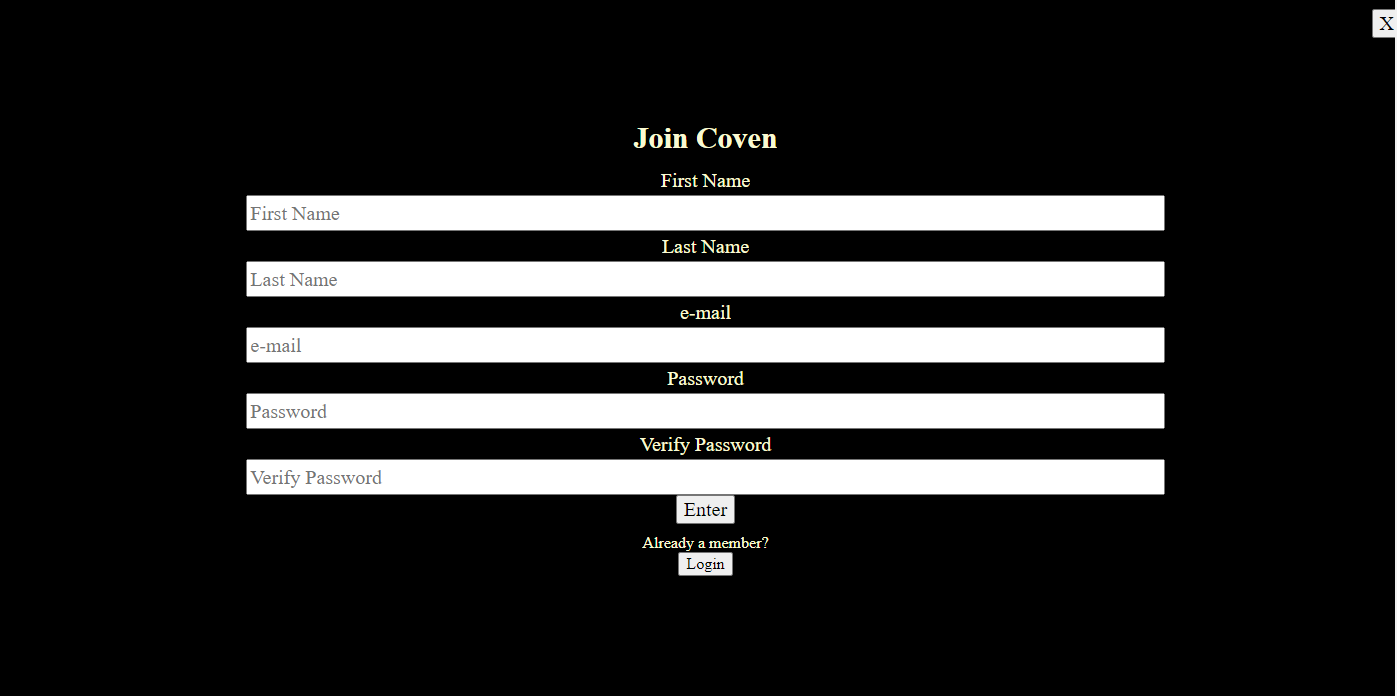 X
Join Coven
First Name
First Name
Last Name
Last Name
e-mail
e-mail
Password
Password
Verify Password
Verify Password
Enter
Already a member?
Login